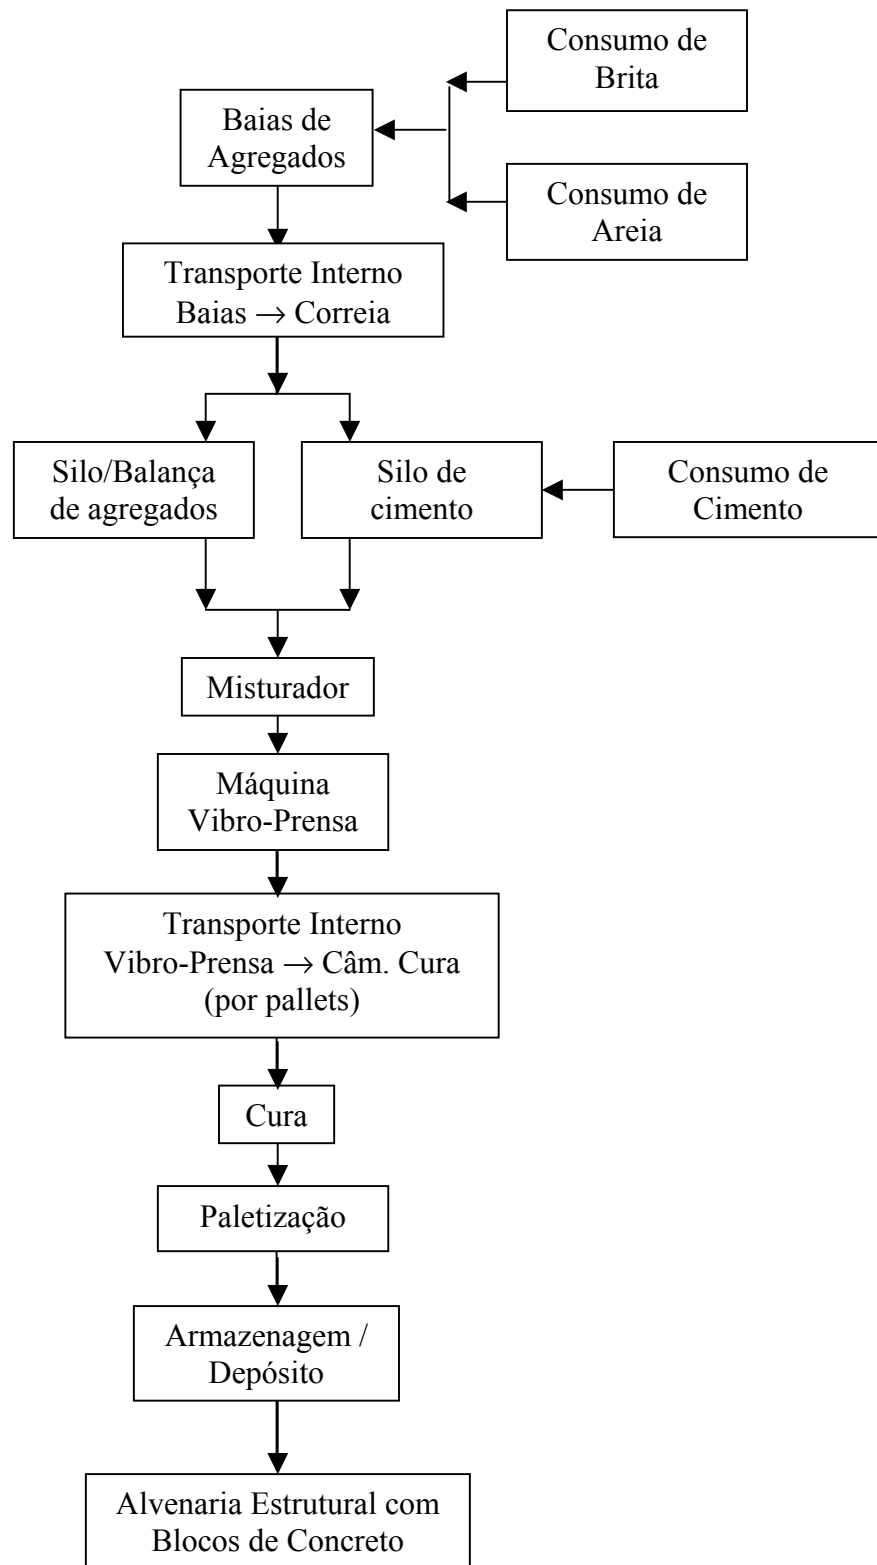 Consumo de
Brita
Baias de
Agregados
Consumo de
Areia
Transporte Interno
Baias → Correia
Silo/Balança
de agregados
Silo de
cimento
Consumo de
Cimento
Misturador
Máquina
Vibro-Prensa
Transporte Interno
Vibro-Prensa → Câm. Cura
(por pallets)
Cura
Paletização
Armazenagem /
Depósito
Alvenaria Estrutural com
Blocos de Concreto